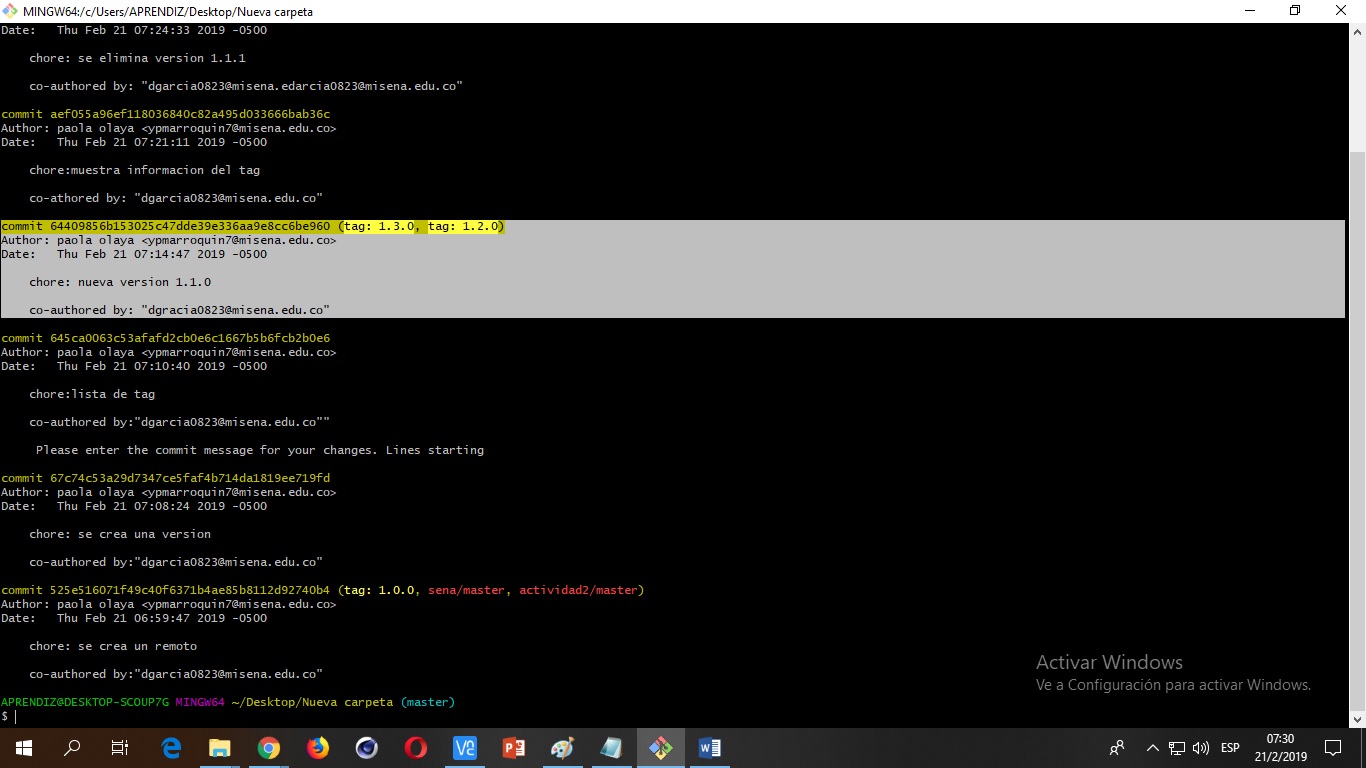 MINGW64:/c/Users/APRENDIZ/Desktop/Nueva carpeta
Date:   Thu Feb 21 07:24:33 2019 -0500
chore: se elimina version 1.1.1
co-authored by: "dgarcia0823@misena.edarcia0823@misena.edu.co"
commit aef055a96ef118036840c82a495d033666bab36c
Author: paola olaya <ypmarroquin7@misena.edu.co>
Date:   Thu Feb 21 07:21:11 2019 -0500
chore:muestra informacion del tag
co-athored by: "dgarcia0823@misena.edu.co"
commit 64409856b153025c47dde39e336aa9e8cc6be960 (tag: 1.3.0, tag: 1.2.0)
Author: paola olaya <ypmarroquin7@misena.edu.co>
Date:   Thu Feb 21 07:14:47 2019 -0500
chore: nueva version 1.1.0
co-authored by: "dgracia0823@misena.edu.co"
commit 645ca0063c53afafd2cb0e6c1667b5b6fcb2b0e6
Author: paola olaya <ypmarroquin7@misena.edu.co>
Date:   Thu Feb 21 07:10:40 2019 -0500
chore:lista de tag
co-authored by:"dgarcia0823@misena.edu.co""
Please enter the commit message for your changes. Lines starting
commit 67c74c53a29d7347ce5faf4b714da1819ee719fd
Author: paola olaya <ypmarroquin7@misena.edu.co>
Date:   Thu Feb 21 07:08:24 2019 -0500
chore: se crea una version
co-authored by:"dgarcia0823@misena.edu.co"
commit 525e516071f49c40f6371b4ae85b8112d92740b4 (tag: 1.0.0, sena/master, actividad2/master)
Author: paola olaya <ypmarroquin7@misena.edu.co>
Date:   Thu Feb 21 06:59:47 2019 -0500
chore: se crea un remoto
co-authored by:"dgarcia0823@misena.edu.co"
APRENDIZ@DESKTOP-SCOUP7G MINGW64 ~/Desktop/Nueva carpeta (master)
$
Activar Windows
Ve a Configuración para activar Windows.
ESP
07:30
21/2/2019